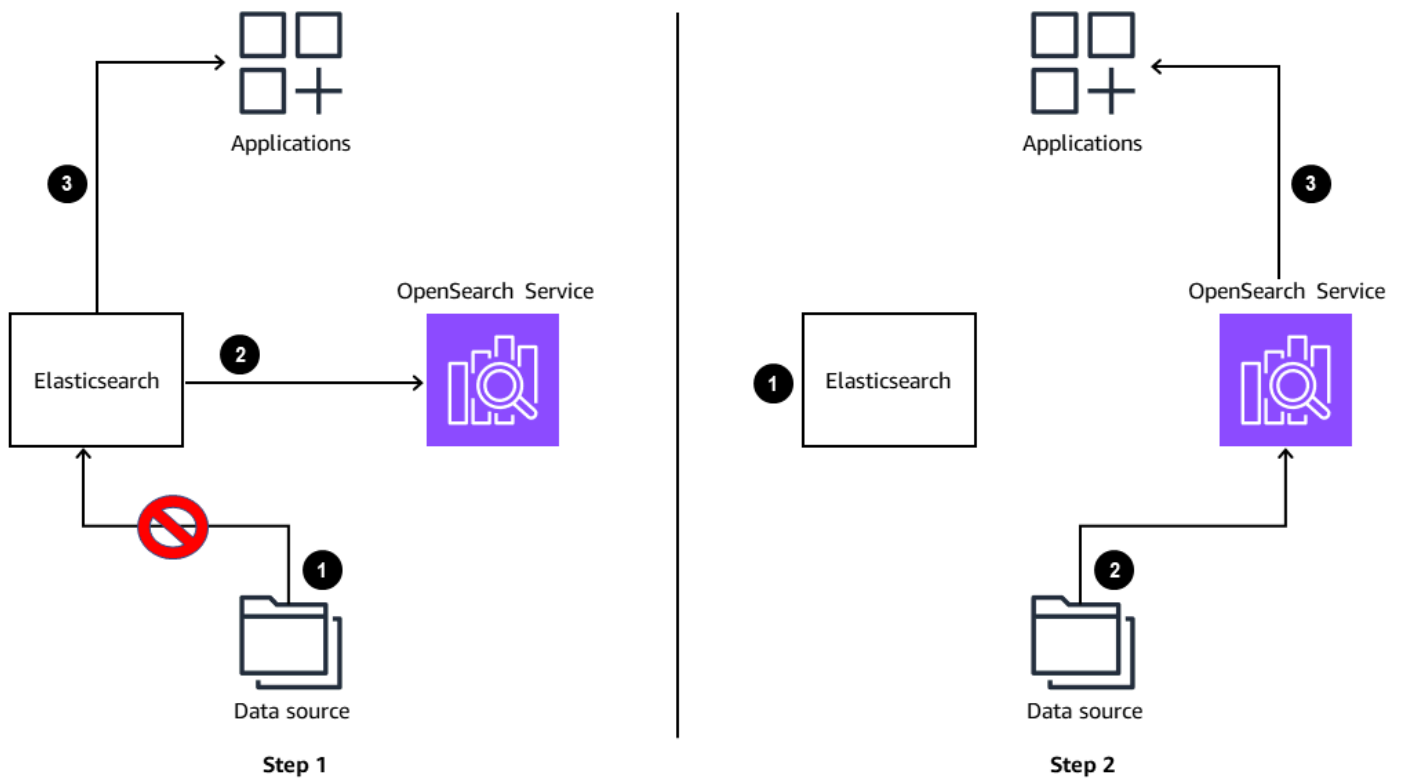 Applications
3
OpenSearch Service
2
Elasticsearch
1
Data source
Step 1
Applications
3
OpenSearch Service
1
Elasticsearch
2
Data source
Step 2